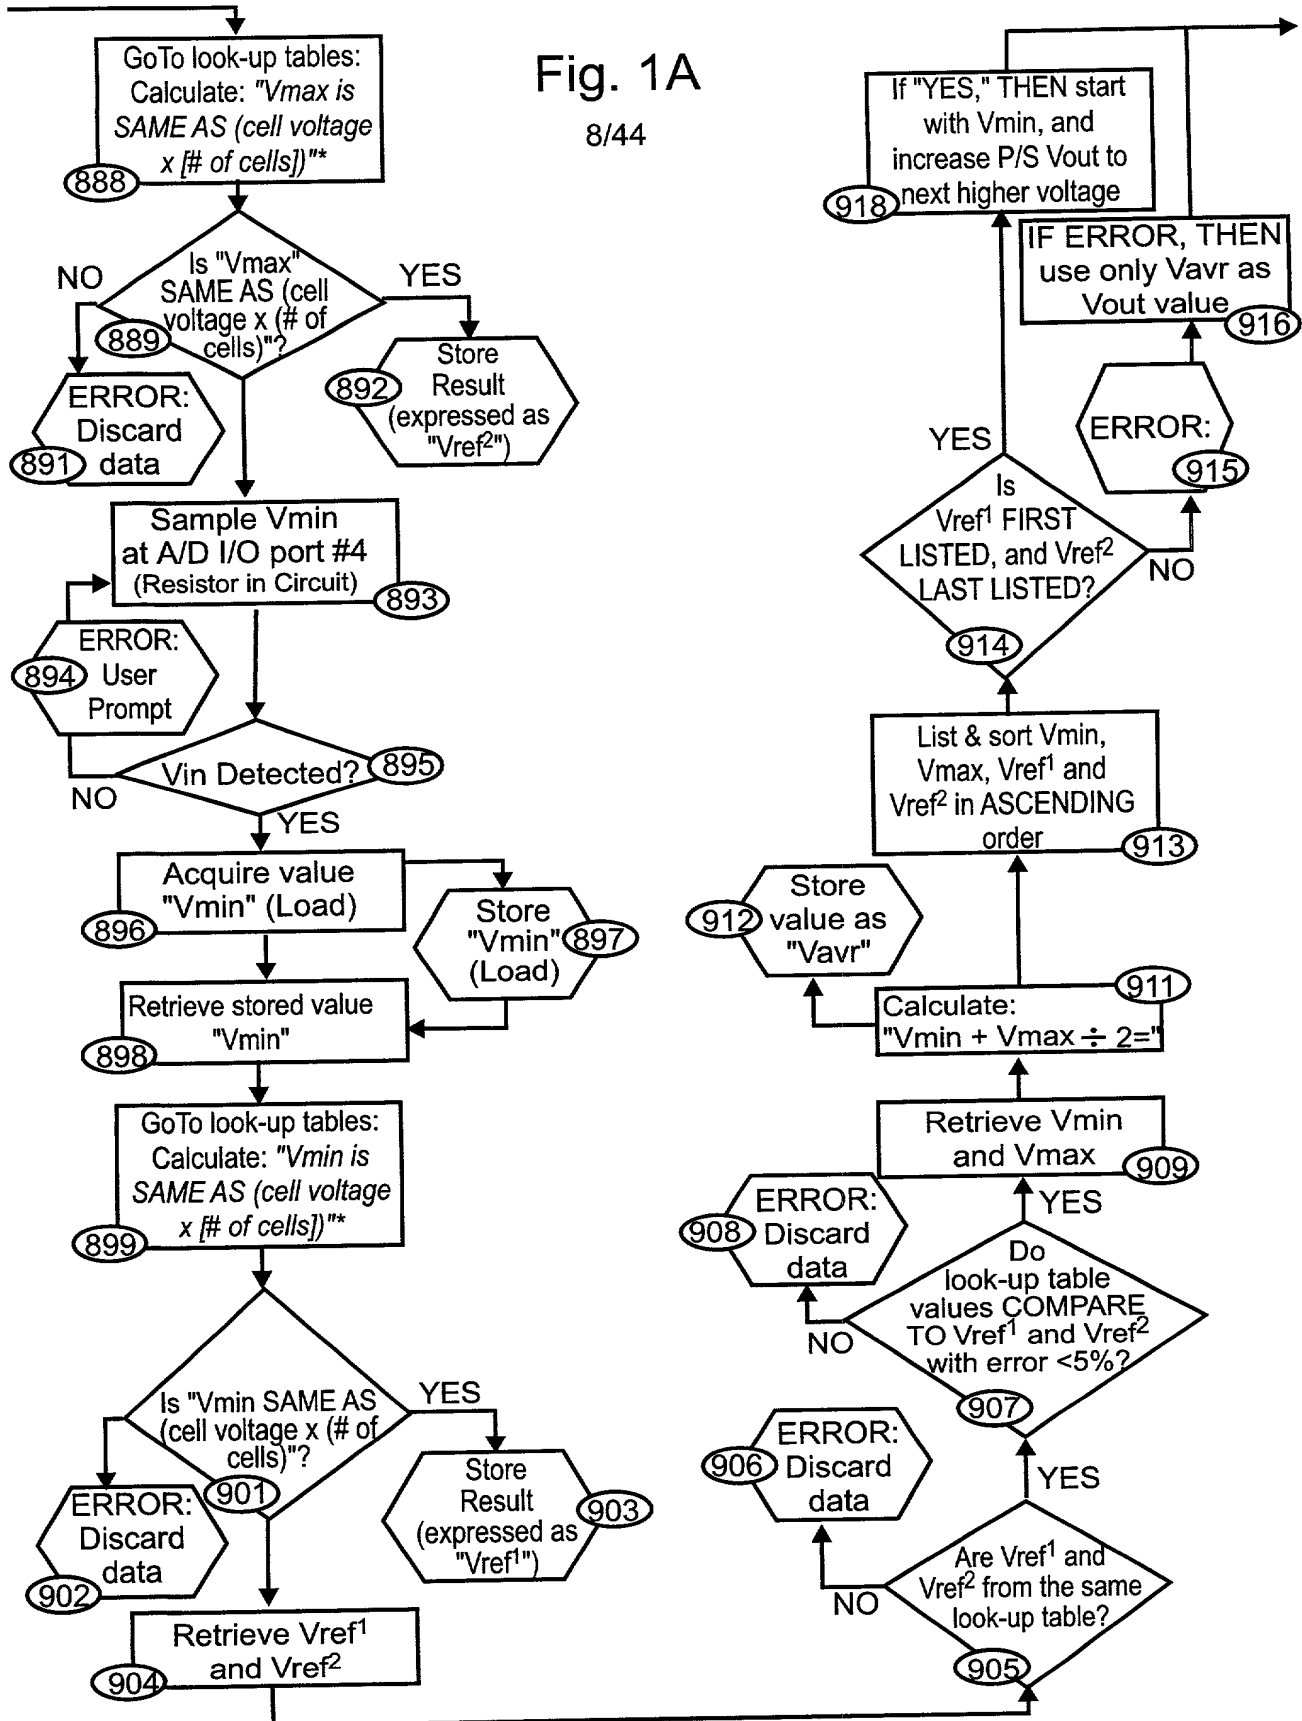 Fig. 1A
8/44
GoTo look-up tables:
Calculate: "Vmax is
SAME AS (cell voltage
x [# of cells])"*
888
Is "Vmax"
SAME AS (cell
voltage x (# of
cells)"?
889
NO
YES
ERROR:
Discard
data
891
Store
Result
(expressed as
"Vref²")
892
Sample Vmin
at A/D I/O port #4
(Resistor in Circuit)
893
ERROR:
User
Prompt
894
Vin Detected?
895
NO
YES
Acquire value
"Vmin" (Load)
896
Store
"Vmin"
(Load)
897
Retrieve stored value
"Vmin"
898
GoTo look-up tables:
Calculate: "Vmin is
SAME AS (cell voltage
x [# of cells])"*
899
Is "Vmin SAME AS
(cell voltage x (# of
cells)"?
901
YES
ERROR:
Discard
data
902
Store
Result
(expressed as
"Vref¹")
903
Retrieve Vref¹
and Vref²
904
If "YES," THEN start
with Vmin, and
increase P/S Vout to
next higher voltage
918
IF ERROR, THEN
use only Vavr as
Vout value
916
ERROR:
915
YES
Is
Vref¹ FIRST
LISTED, and Vref²
LAST LISTED?
914
NO
List & sort Vmin,
Vmax, Vref¹ and
Vref² in ASCENDING
order
913
Store
value as
"Vavr"
912
911
Calculate:
"Vmin + Vmax ÷ 2="
Retrieve Vmin
and Vmax
909
ERROR:
Discard
data
908
YES
Do
look-up table
values COMPARE
TO Vref¹ and Vref²
with error <5%?
907
NO
ERROR:
Discard
data
906
YES
Are Vref¹ and
Vref² from the same
look-up table?
905
NO